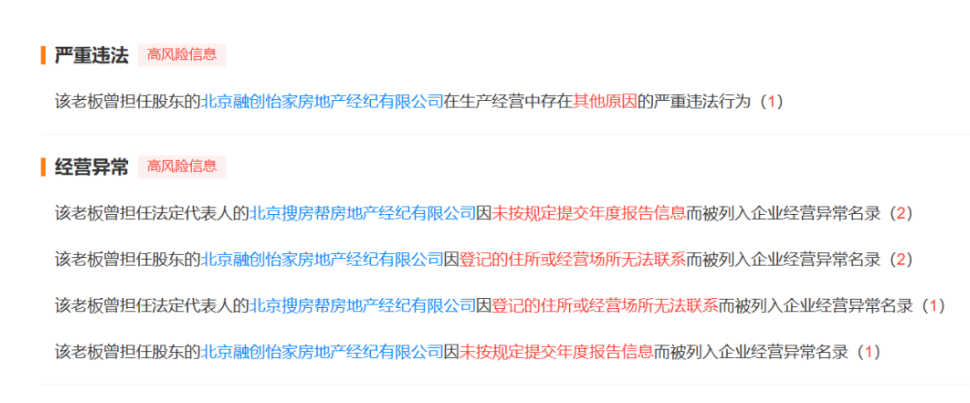 严重违法 高风险信息
该老板曾担任股东的北京融创怡家房地产经纪有限公司在生产经营中存在其他原因的严重违法行为（1）
经营异常 高风险信息
该老板曾担任法定代表人的北京搜房帮房地产经纪有限公司因未按规定提交年度报告信息而被列入企业经营异常名录（2）
该老板曾担任股东的北京融创怡家房地产经纪有限公司因登记的住所或经营场所无法联系而被列入企业经营异常名录（2）
该老板曾担任法定代表人的北京搜房帮房地产经纪有限公司因登记的住所或经营场所无法联系而被列入企业经营异常名录（1）
该老板曾担任股东的北京融创怡家房地产经纪有限公司因未按规定提交年度报告信息而被列入企业经营异常名录（1）